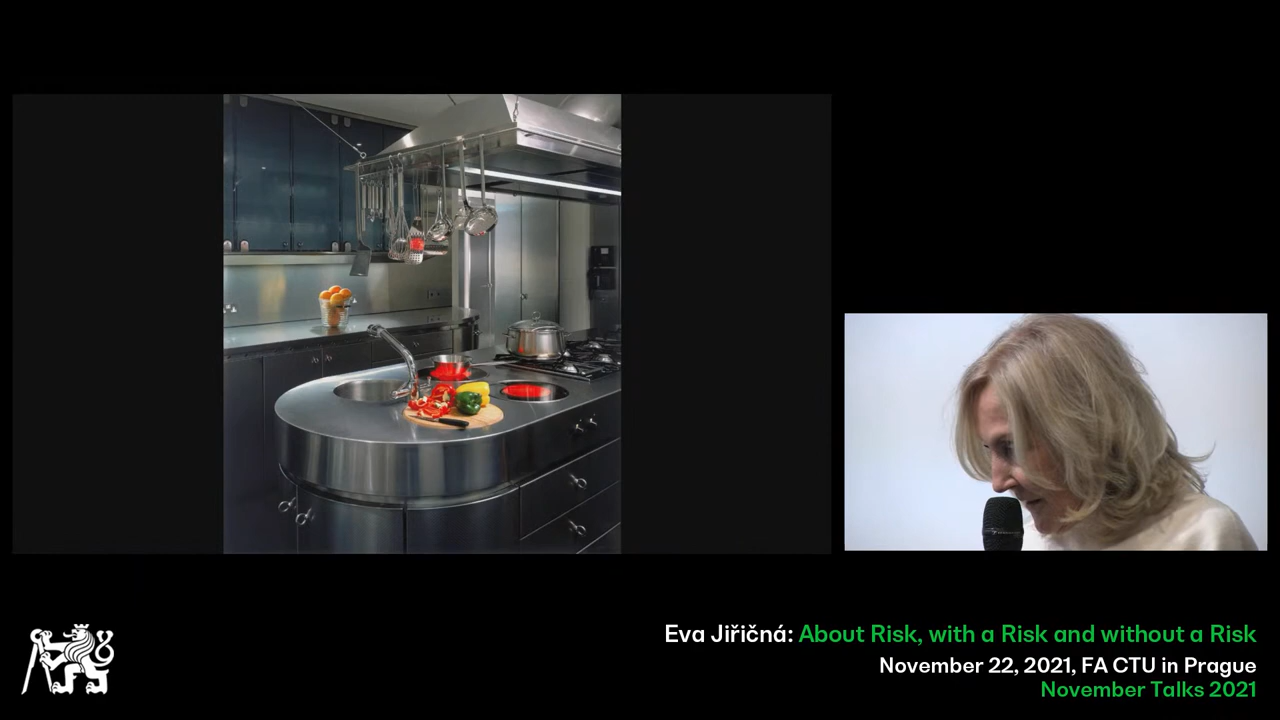 Eva Jiřičná: About Risk, with a Risk and without a Risk
November 22, 2021, FA CTU in Prague
November Talks 2021